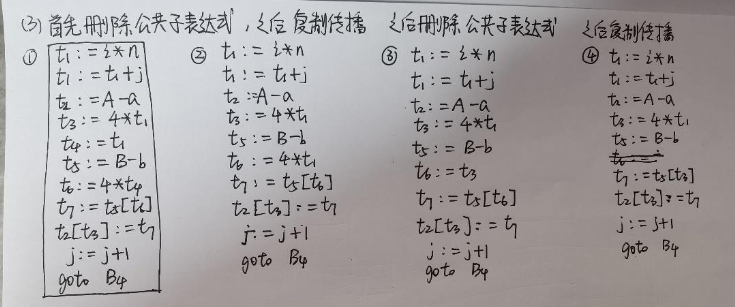 (3) 首先删除公共子表达式，之后复制传播 之后删除公共子表达式 之后复制传播
① t₁:=i*n
t₁:=t₁+j
t₂:=A-a
t₃:=4*t₁
t₄:=t₁
t₅:=B-b
t₆:=4*t₄
t₇:=t₅[t₆]
t₂[t₃]:=t₇
j:=j+1
goto B₄
② t₁:=i*n
t₁:=t₁+j
t₂:=A-a
t₃:=4*t₁
t₅:=B-b
t₆:=4*t₁
t₇:=t₅[t₆]
t₂[t₃]:=t₇
j:=j+1
goto B₄
③ t₁:=i*n
t₁:=t₁+j
t₂:=A-a
t₃:=4*t₁
t₅:=B-b
t₆:=t₃
t₇:=t₅[t₆]
t₂[t₃]:=t₇
j:=j+1
goto B₄
④ t₁:=i*n
t₁:=t₁+j
t₂:=A-a
t₃:=4*t₁
t₅:=B-b
t₇:=t₅[t₃]
t₂[t₃]:=t₇
j:=j+1
goto B₄